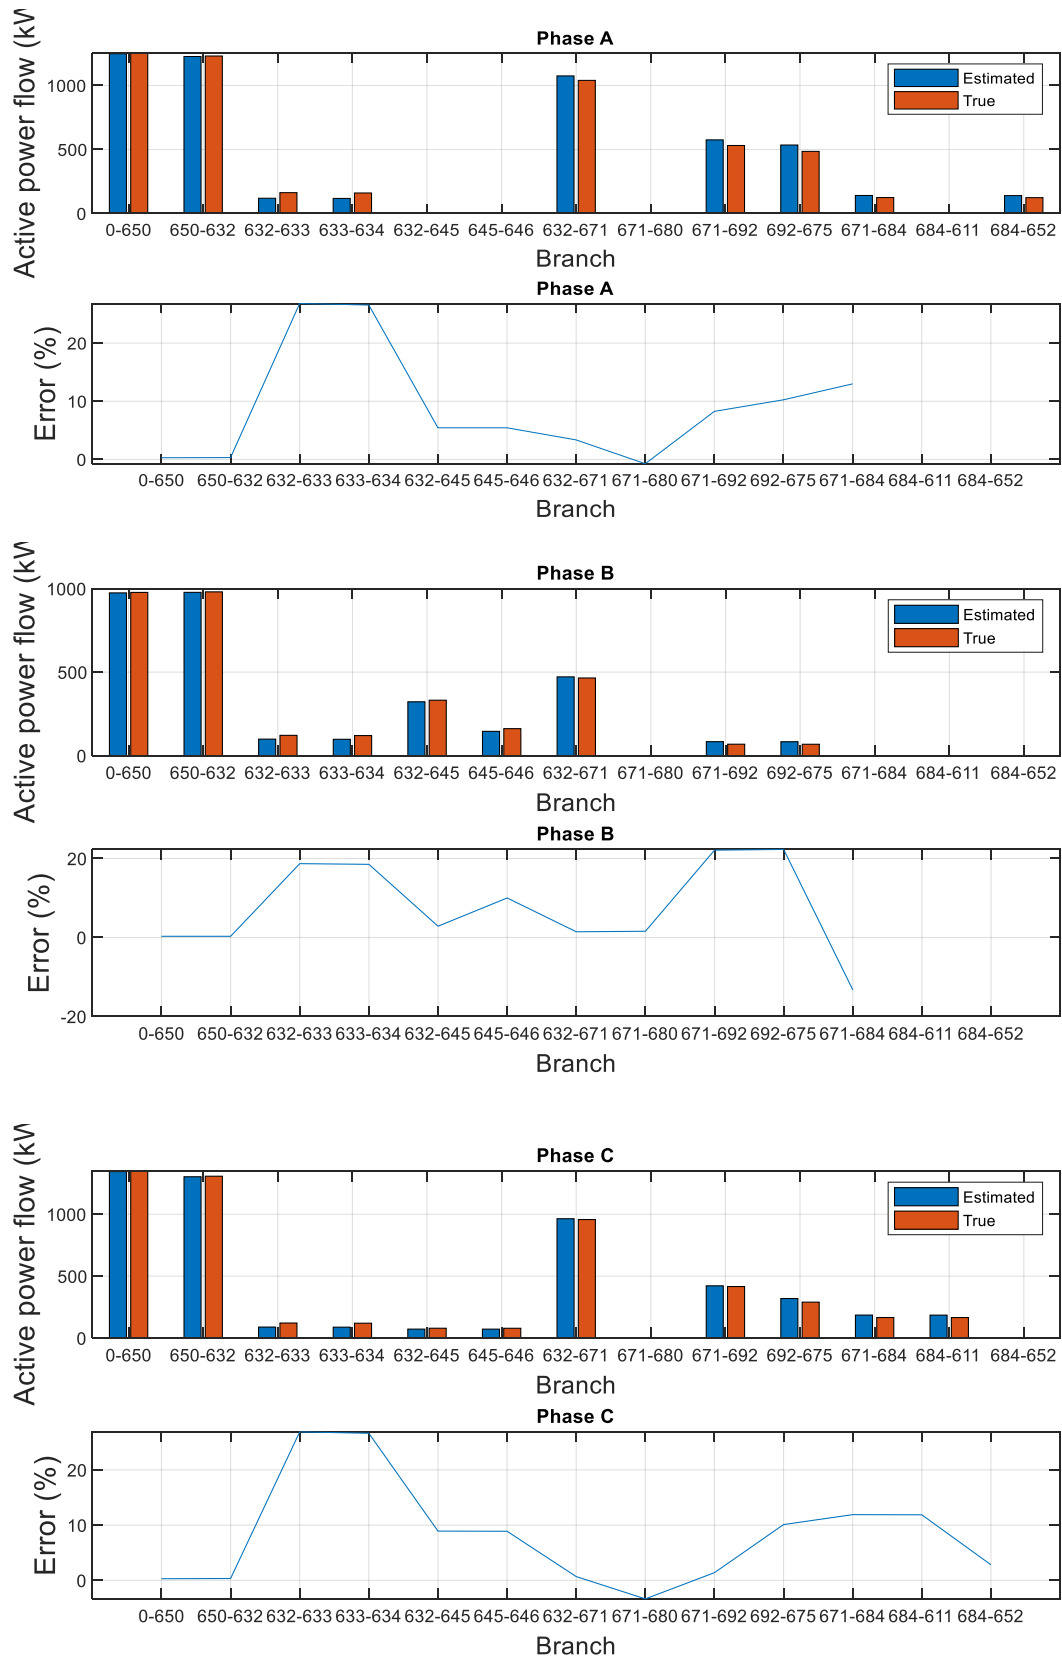 Phase A
Active power flow (kW
1000
500
0
Estimated
True
0-650 650-632 632-633 633-634 632-645 645-646 632-671 671-680 671-692 692-675 671-684 684-611 684-652
Branch
Phase A
Error (%)
20
10
0
0-650 650-632 632-633 633-634 632-645 645-646 632-671 671-680 671-692 692-675 671-684 684-611 684-652
Branch
Phase B
Active power flow (kW
1000
500
0
Estimated
True
0-650 650-632 632-633 633-634 632-645 645-646 632-671 671-680 671-692 692-675 671-684 684-611 684-652
Branch
Phase B
Error (%)
20
0
-20
0-650 650-632 632-633 633-634 632-645 645-646 632-671 671-680 671-692 692-675 671-684 684-611 684-652
Branch
Phase C
Active power flow (kW
1000
500
0
Estimated
True
0-650 650-632 632-633 633-634 632-645 645-646 632-671 671-680 671-692 692-675 671-684 684-611 684-652
Branch
Phase C
Error (%)
20
10
0
0-650 650-632 632-633 633-634 632-645 645-646 632-671 671-680 671-692 692-675 671-684 684-611 684-652
Branch